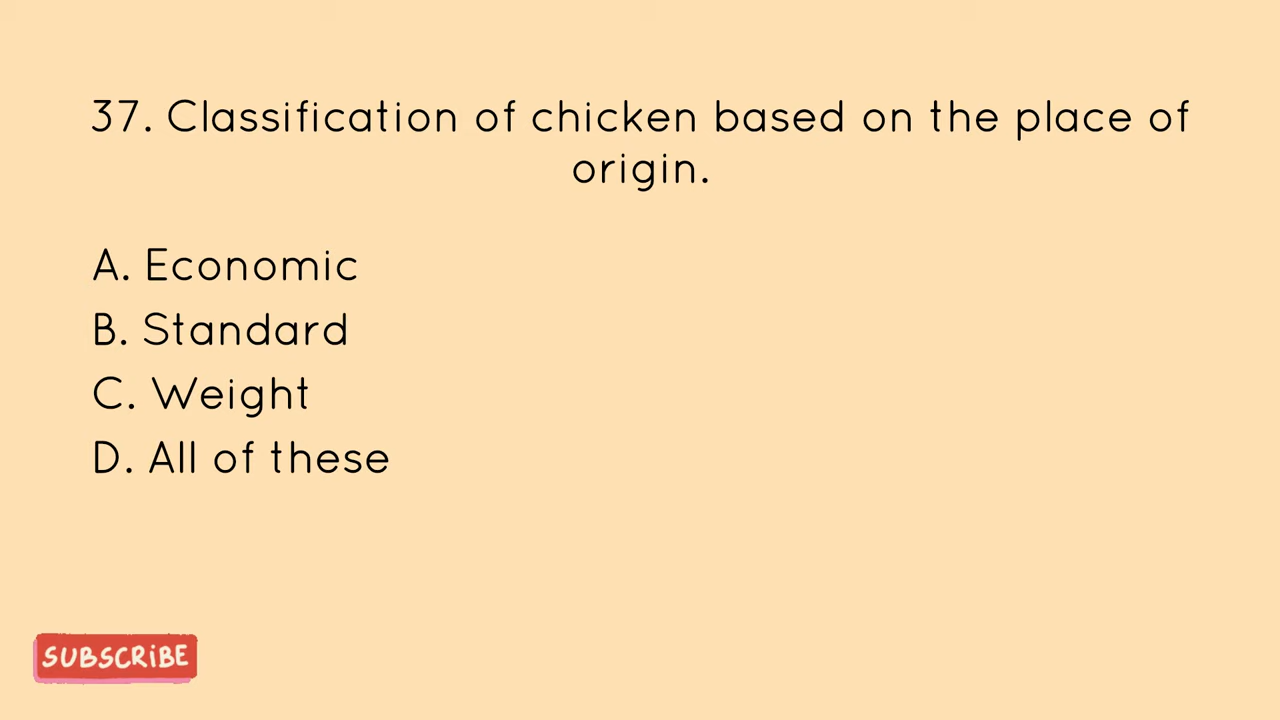 37. Classification of chicken based on the place of
origin.
A. Economic
B. Standard
C. Weight
D. All of these
SUBSCRiBE